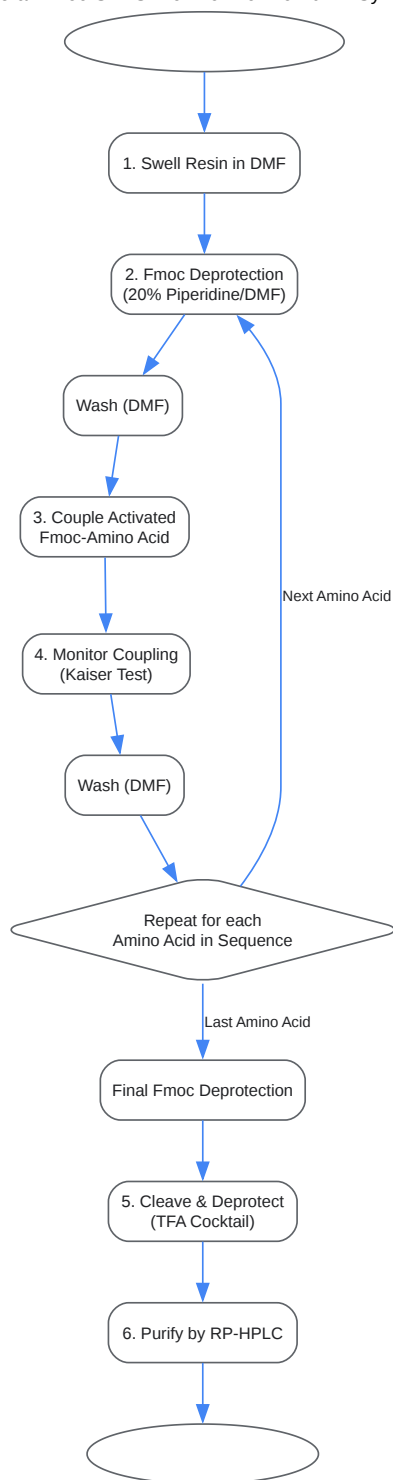 1. Swell Resin in DMF
2. Fmoc Deprotection
(20% Piperidine/DMF)
Wash (DMF)
3. Couple Activated
Fmoc-Amino Acid
Next Amino Acid
4. Monitor Coupling
(Kaiser Test)
Wash (DMF)
Repeat for each
Amino Acid in Sequence
Last Amino Acid
Final Fmoc Deprotection
5. Cleave & Deprotect
(TFA Cocktail)
6. Purify by RP-HPLC